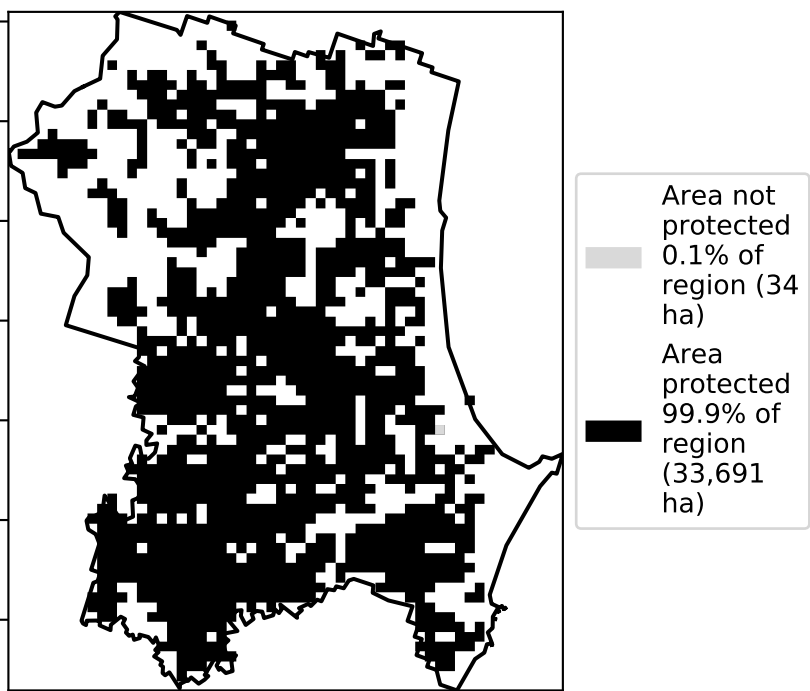 Area not
protected
0.1% of
region (34
ha)
Area
protected
99.9% of
region
(33,691
ha)